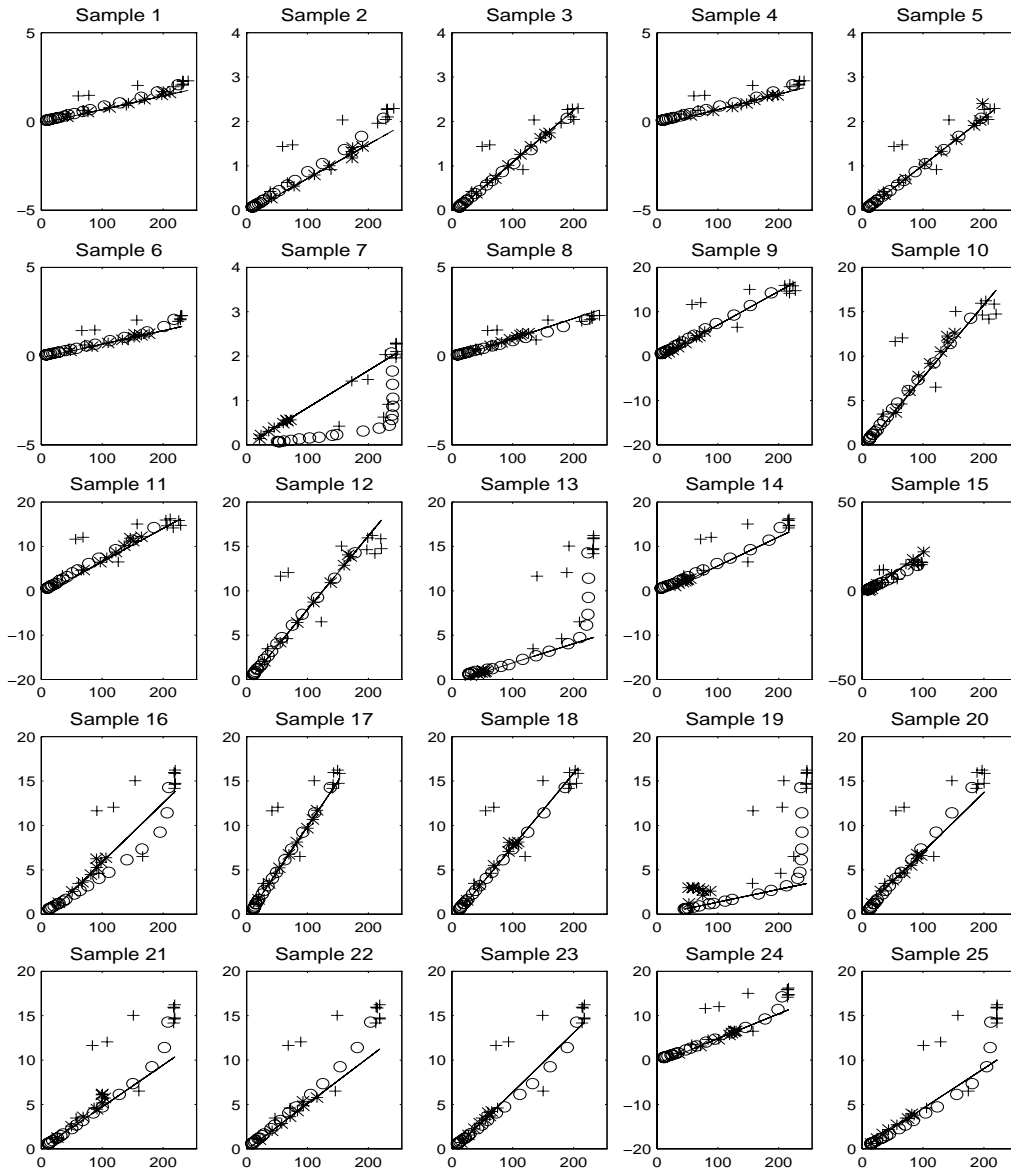 Sample 1 Sample 2 Sample 3 Sample 4 Sample 5
5 4 4 5 4
3 3 3
0 2 2 0 2
1 1 1
−5 0 0 −5 0
0 100 200 0 100 200 0 100 200 0 100 200 0 100 200
Sample 6 Sample 7 Sample 8 Sample 9 Sample 10
5 4 5 20 20
3 10 15
0 2 0 0 10
1 −10 5
−5 0 −5 −20 0
0 100 200 0 100 200 0 100 200 0 100 200 0 100 200
Sample 11 Sample 12 Sample 13 Sample 14 Sample 15
20 20 20 20 50
10 15 15 10
0 10 10 0 0
−10 5 5 −10
−20 0 0 −20 −50
0 100 200 0 100 200 0 100 200 0 100 200 0 100 200
Sample 16 Sample 17 Sample 18 Sample 19 Sample 20
20 20 20 20 20
15 15 15 15 15
10 10 10 10 10
5 5 5 5 5
0 0 0 0 0
0 100 200 0 100 200 0 100 200 0 100 200 0 100 200
Sample 21 Sample 22 Sample 23 Sample 24 Sample 25
20 20 20 20 20
15 15 15 10 15
10 10 10 0 10
5 5 5 −10 5
0 0 0 −20 0
0 100 200 0 100 200 0 100 200 0 100 200 0 100 200